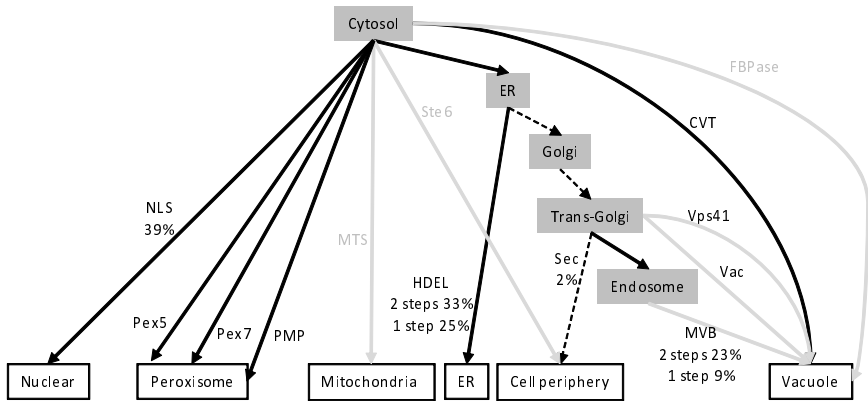 Cytosol
FBPase
ER
Ste6
CVT
Golgi
NLS
39%
Trans-Golgi
Vps41
MTS
Sec
2%
Vac
HDEL
2 steps 33%
1 step 25%
Endosome
Pex5
Pex7
PMP
MVB
2 steps 23%
1 step 9%
Nuclear
Peroxisome
Mitochondria
ER
Cell periphery
Vacuole